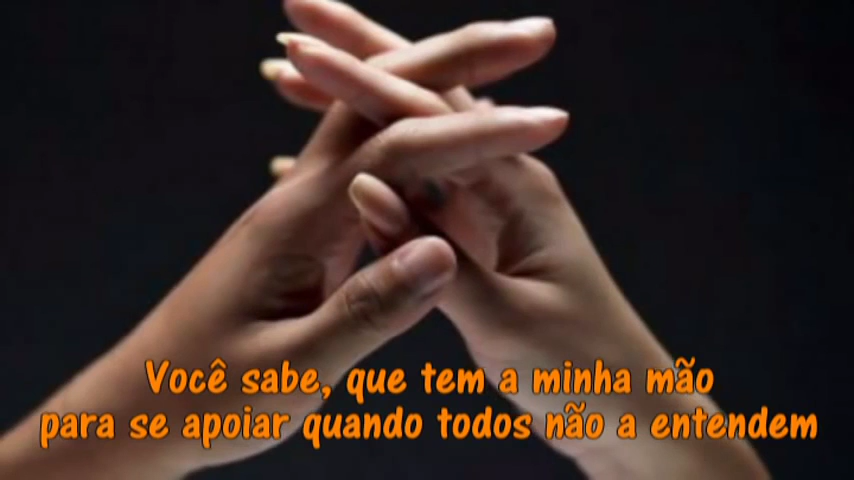 Você sabe, que tem a minha mão
para se apoiar quando todos não a entendem